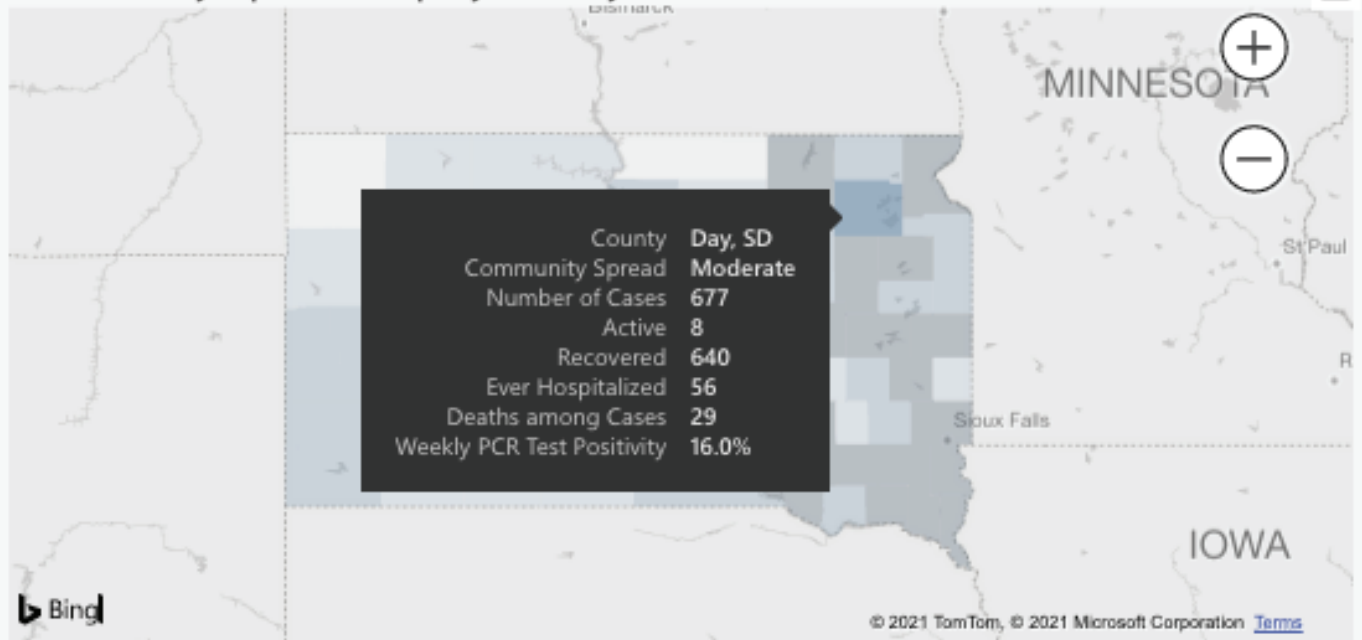 Bismarck
MINNESOTA
County Day, SD
Community Spread Moderate
Number of Cases 677
Active 8
Recovered 640
Ever Hospitalized 56
Deaths among Cases 29
Weekly PCR Test Positivity 16.0%
St Paul
R
Sioux Falls
IOWA
Bing
© 2021 TomTom, © 2021 Microsoft Corporation Terms